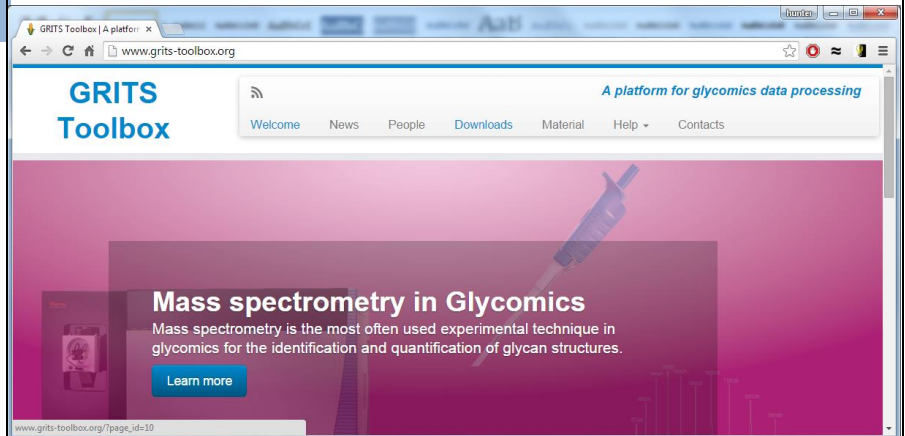 hunter
GRITS Toolbox | A platforr
www.grits-toolbox.org
GRITS
Toolbox
A platform for glycomics data processing
Welcome News People Downloads Material Help Contacts
Mass spectrometry in Glycomics
Mass spectrometry is the most often used experimental technique in
glycomics for the identification and quantification of glycan structures.
Learn more
www.grits-toolbox.org/?page_id=10